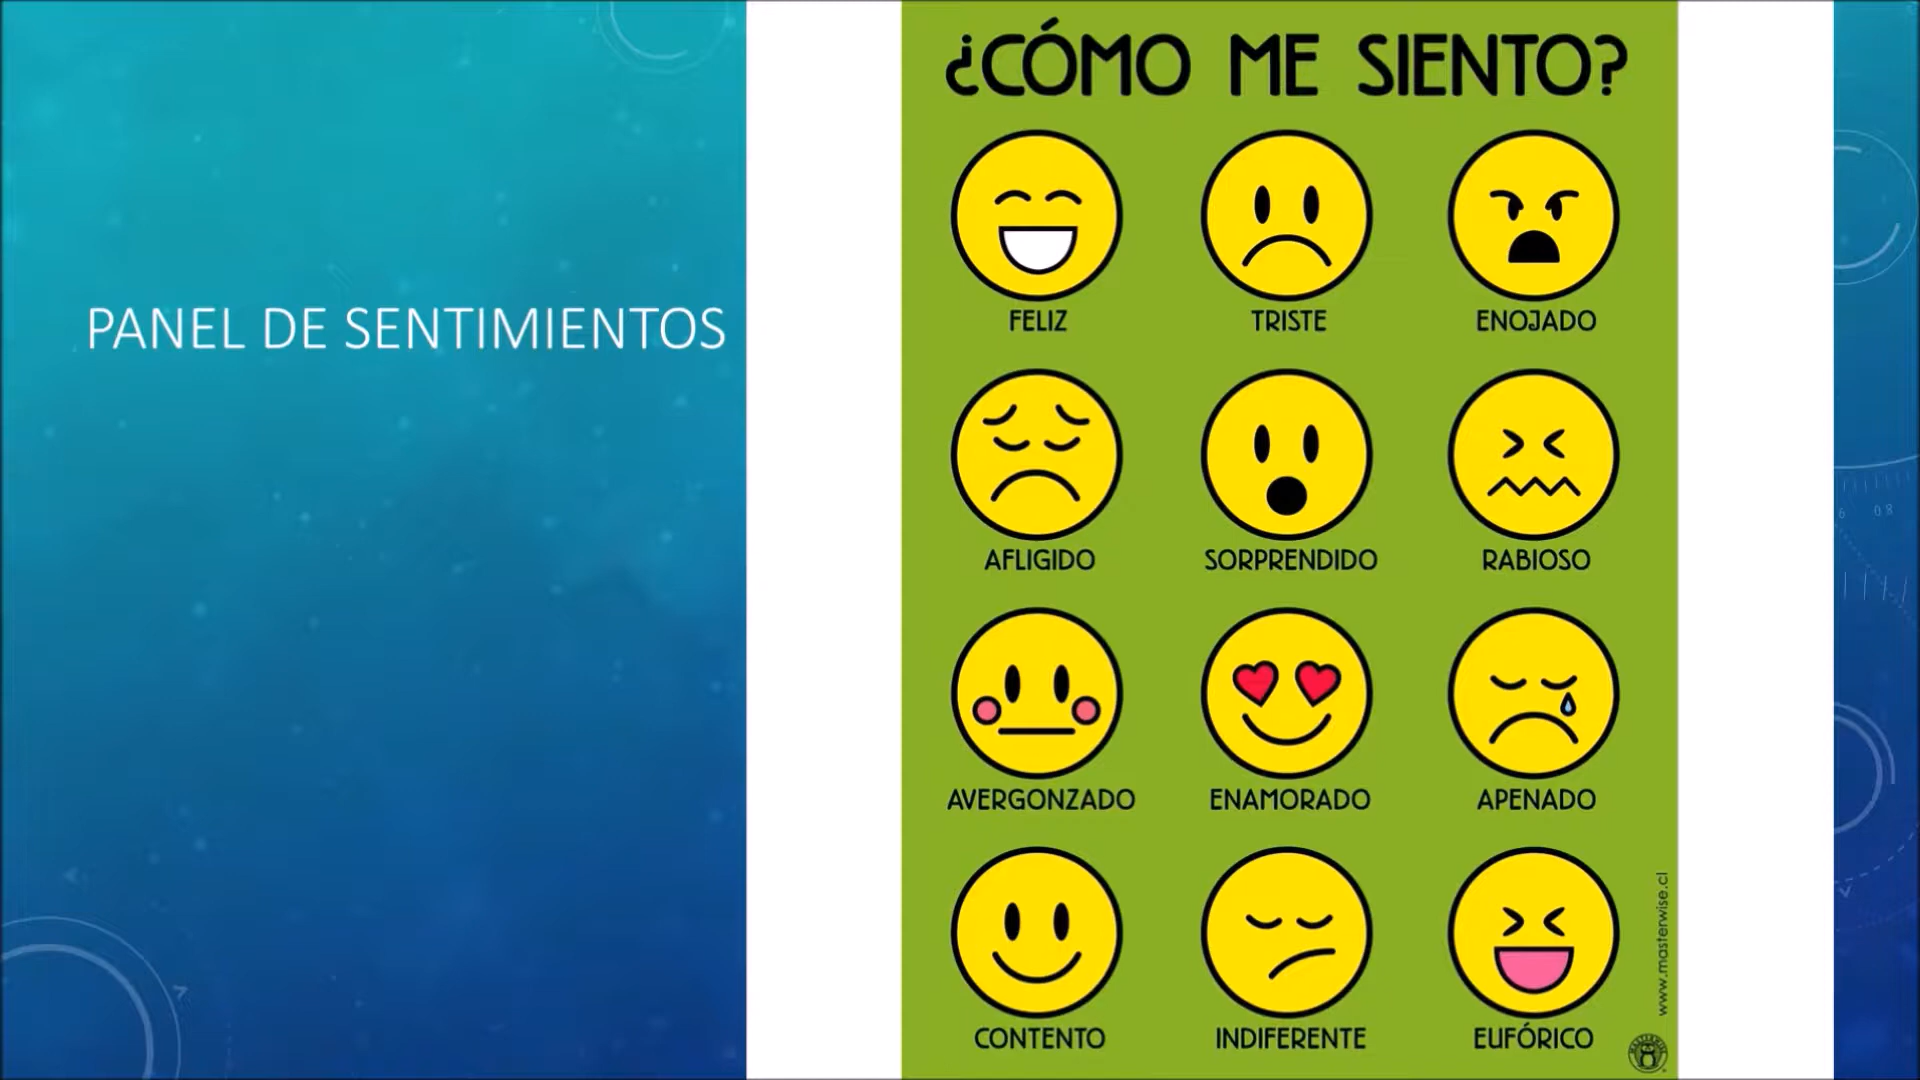 PANEL DE SENTIMIENTOS
¿CÓMO ME SIENTO?
FELIZ
TRISTE
ENOJADO
AFLIGIDO
SORPRENDIDO
RABIOSO
AVERGONZADO
ENAMORADO
APENADO
CONTENTO
INDIFERENTE
EUFÓRICO
www.masterwise.cl
MASTERWISE